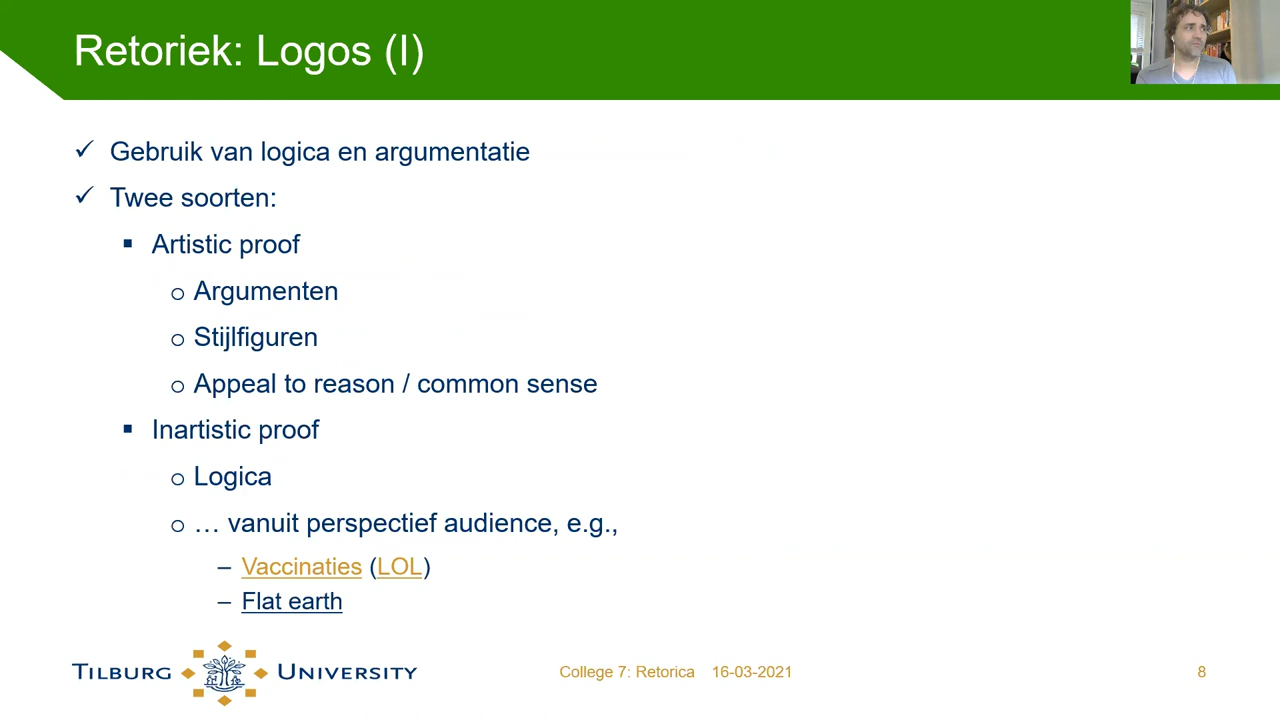 Retoriek: Logos (I)
✓ Gebruik van logica en argumentatie
✓ Twee soorten:
▪ Artistic proof
o Argumenten
o Stijlfiguren
o Appeal to reason / common sense
▪ Inartistic proof
o Logica
o … vanuit perspectief audience, e.g.,
– Vaccinaties (LOL)
– Flat earth
TILBURG UNIVERSITY
College 7: Retorica 16-03-2021
8